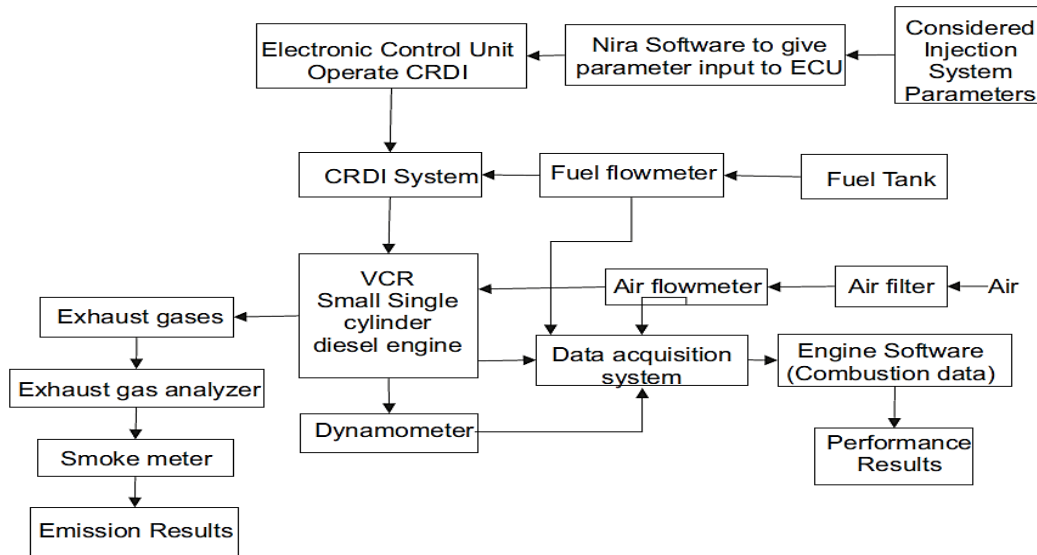 Electronic Control Unit
Operate CRDI
Nira Software to give
parameter input to ECU
Considered
Injection
System
Parameters
CRDI System
Fuel flowmeter
Fuel Tank
VCR
Small Single
cylinder
diesel engine
Air flowmeter
Air filter
Air
Exhaust gases
Data acquisition
system
Engine Software
(Combustion data)
Exhaust gas analyzer
Dynamometer
Performance
Results
Smoke meter
Emission Results